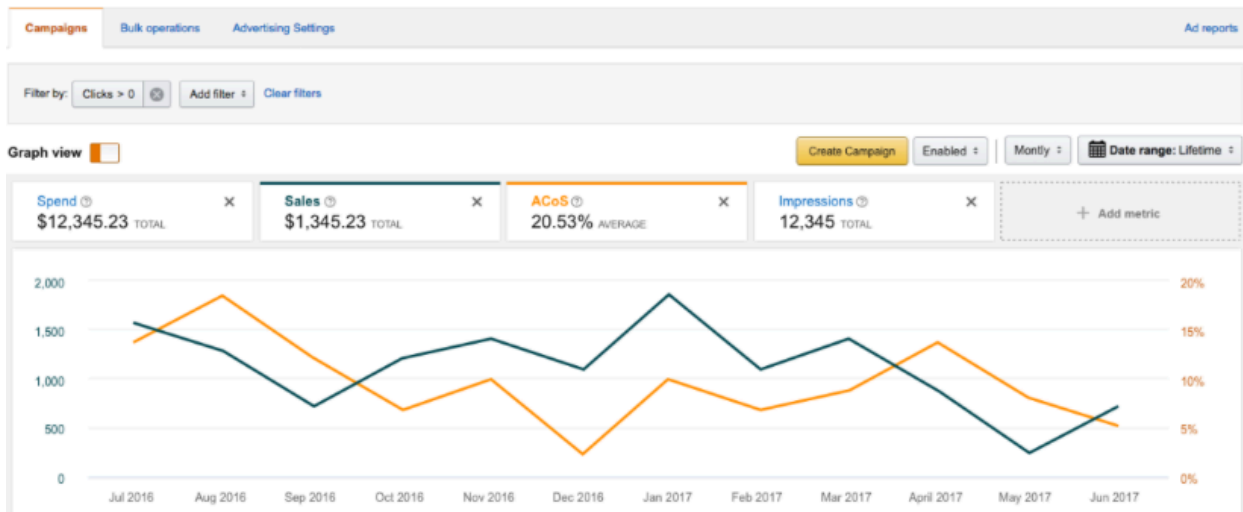 Campaigns Bulk operations Advertising Settings Ad reports
Filter by: Clicks > 0 Add filter Clear filters
Graph view Create Campaign Enabled Montly Date range: Lifetime
Spend Sales ACoS Impressions
$12,345.23 TOTAL $1,345.23 TOTAL 20.53% AVERAGE 12,345 TOTAL + Add metric
2,000 20%
1,500 15%
1,000 10%
500 5%
0 0%
Jul 2016 Aug 2016 Sep 2016 Oct 2016 Nov 2016 Dec 2016 Jan 2017 Feb 2017 Mar 2017 April 2017 May 2017 Jun 2017